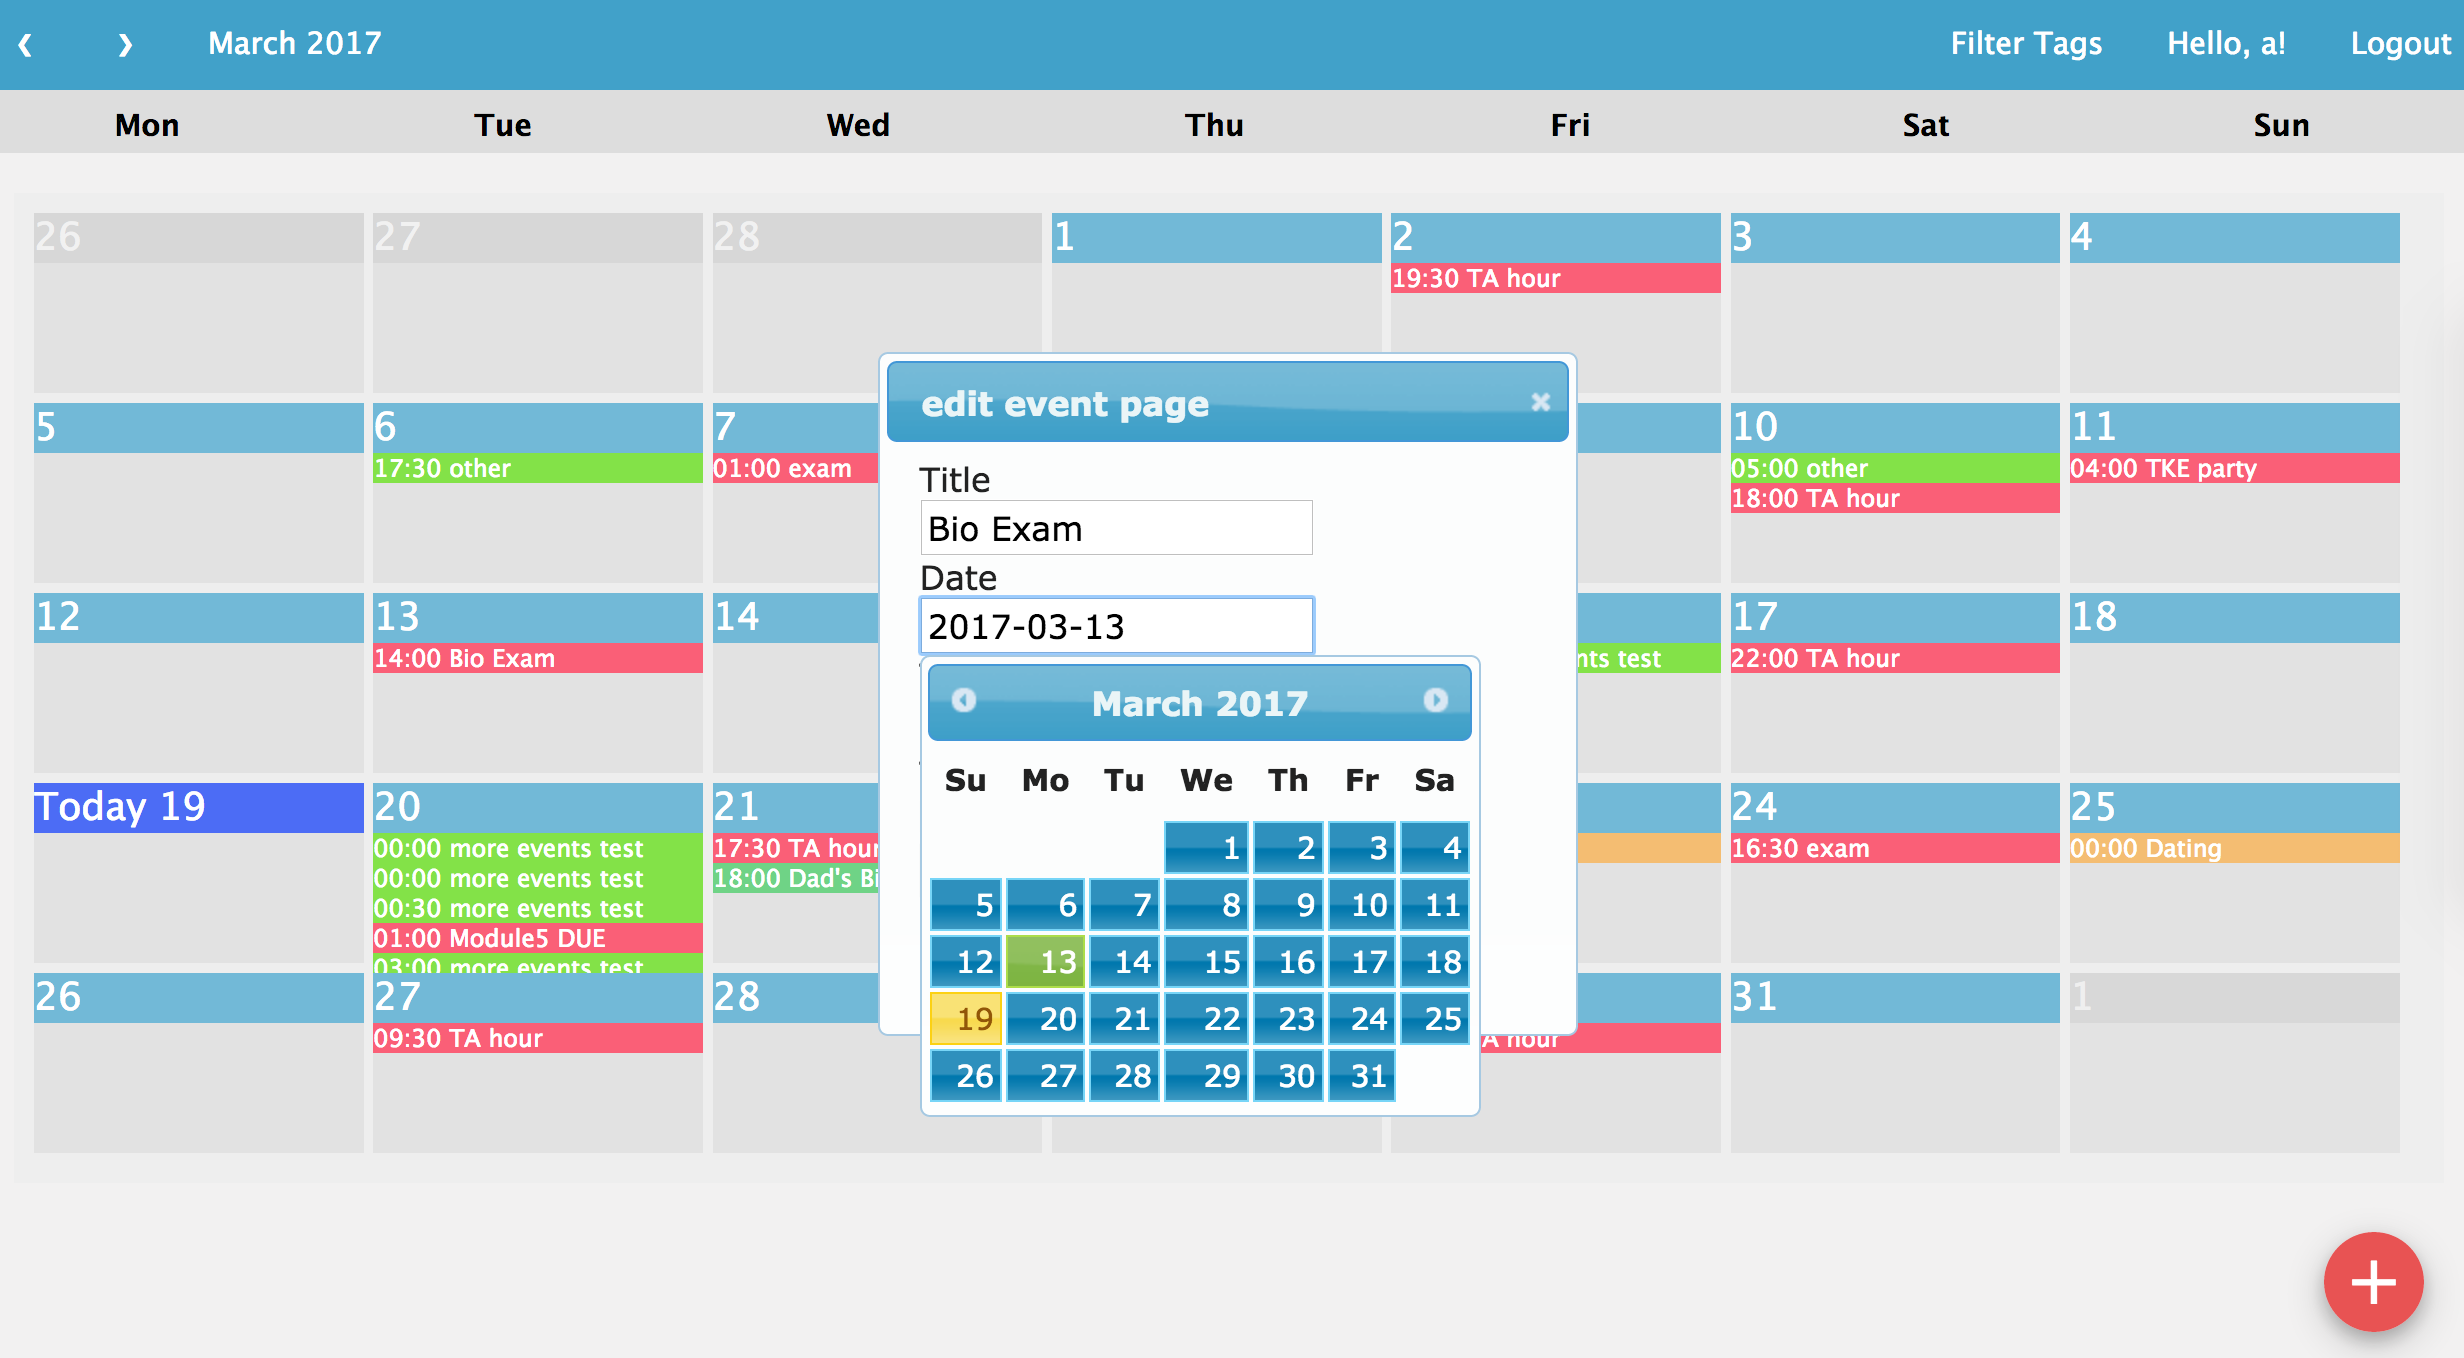 ❮ ❯ March 2017 Filter Tags Hello, a! Logout
Mon Tue Wed Thu Fri Sat Sun
26 27 28 1 2 3 4
19:30 TA hour
5 6 7 10 11
17:30 other 01:00 exam 05:00 other 04:00 TKE party
18:00 TA hour
12 13 14 17 18
14:00 Bio Exam nts test 22:00 TA hour
Today 19 20 21 24 25
00:00 more events test 17:30 TA hour 16:30 exam 00:00 Dating
00:00 more events test 18:00 Dad's Bi
00:30 more events test
01:00 Module5 DUE
03:00 more events test
26 27 28 31 1
09:30 TA hour A hour
edit event page ×
Title
Bio Exam
Date
2017-03-13
March 2017
Su Mo Tu We Th Fr Sa
1 2 3 4
5 6 7 8 9 10 11
12 13 14 15 16 17 18
19 20 21 22 23 24 25
26 27 28 29 30 31
+